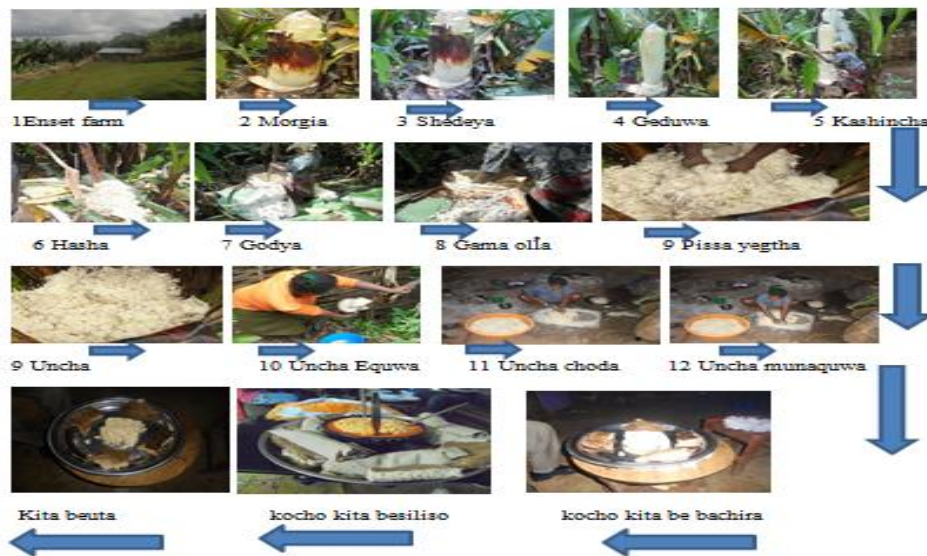 1Enset farm 2 Morgia 3 Shedeya 4 Geduwa 5 Kashincha
6 Hasha 7 Godya 8 Gama olla 9 Pissa yegtha
9 Uncha 10 Uncha Equwa 11 Uncha choda 12 Uncha munaquwa
Kita beuta kocho kita besiliso kocho kita be bachira